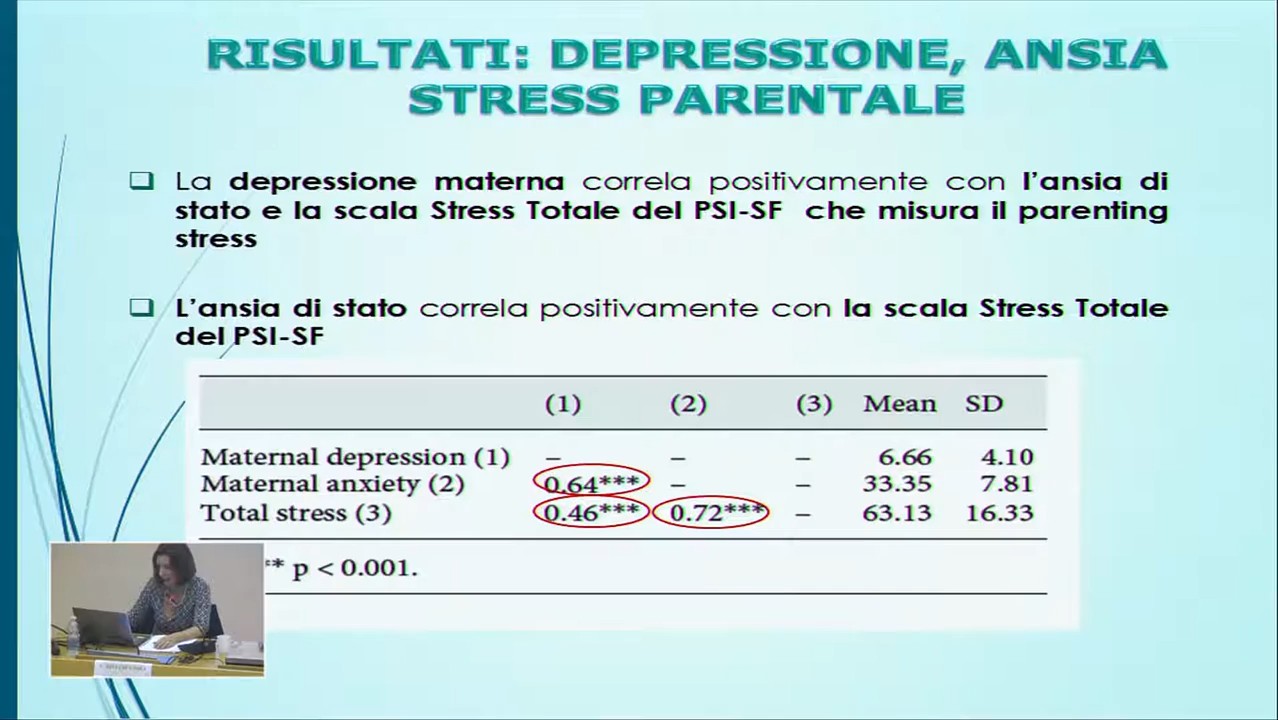 RISULTATI: DEPRESSIONE, ANSIA
STRESS PARENTALE
❑ La depressione materna correla positivamente con l'ansia di
stato e la scala Stress Totale del PSI-SF che misura il parenting
stress
❑ L'ansia di stato correla positivamente con la scala Stress Totale
del PSI-SF
(1) (2) (3) Mean SD
Maternal depression (1) – – – 6.66 4.10
Maternal anxiety (2) 0.64*** – – 33.35 7.81
Total stress (3) 0.46*** 0.72*** – 63.13 16.33
** p < 0.001.